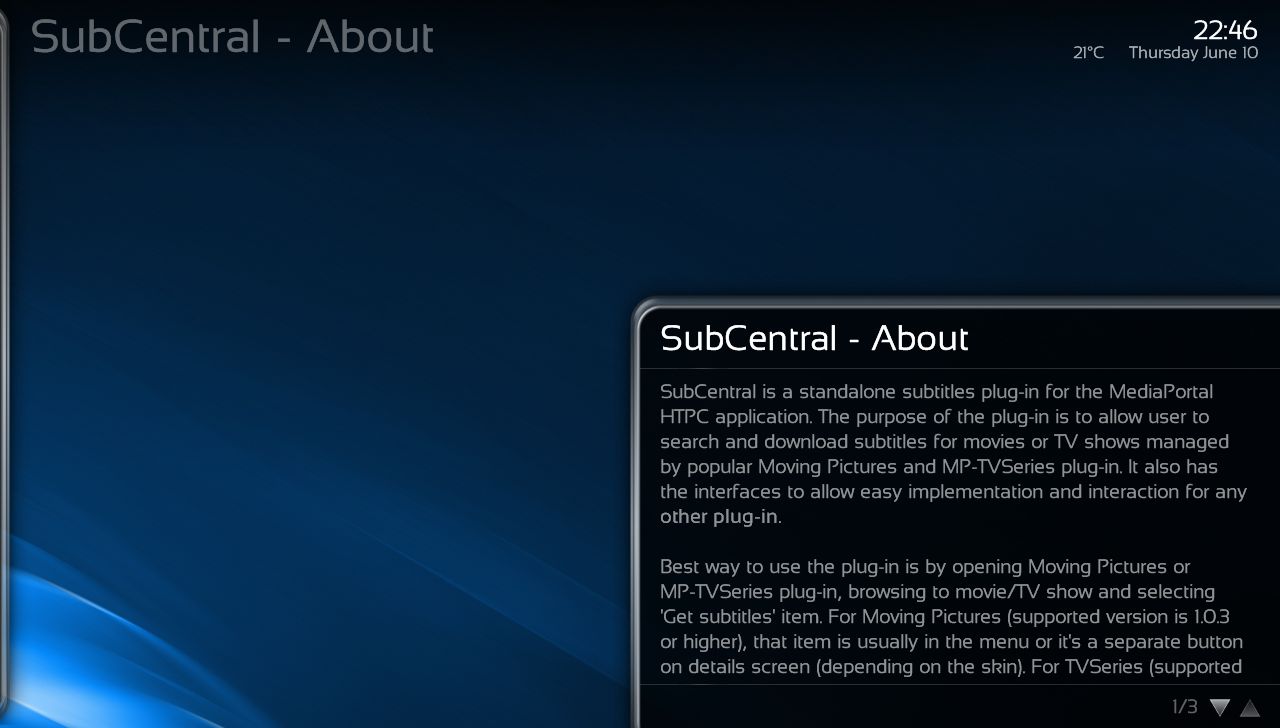 SubCentral - About
22:46
21°C Thursday June 10
SubCentral - About
SubCentral is a standalone subtitles plug-in for the MediaPortal
HTPC application. The purpose of the plug-in is to allow user to
search and download subtitles for movies or TV shows managed
by popular Moving Pictures and MP-TVSeries plug-in. It also has
the interfaces to allow easy implementation and interaction for any
other plug-in.
Best way to use the plug-in is by opening Moving Pictures or
MP-TVSeries plug-in, browsing to movie/TV show and selecting
'Get subtitles' item. For Moving Pictures (supported version is 1.0.3
or higher), that item is usually in the menu or it's a separate button
on details screen (depending on the skin). For TVSeries (supported
1/3